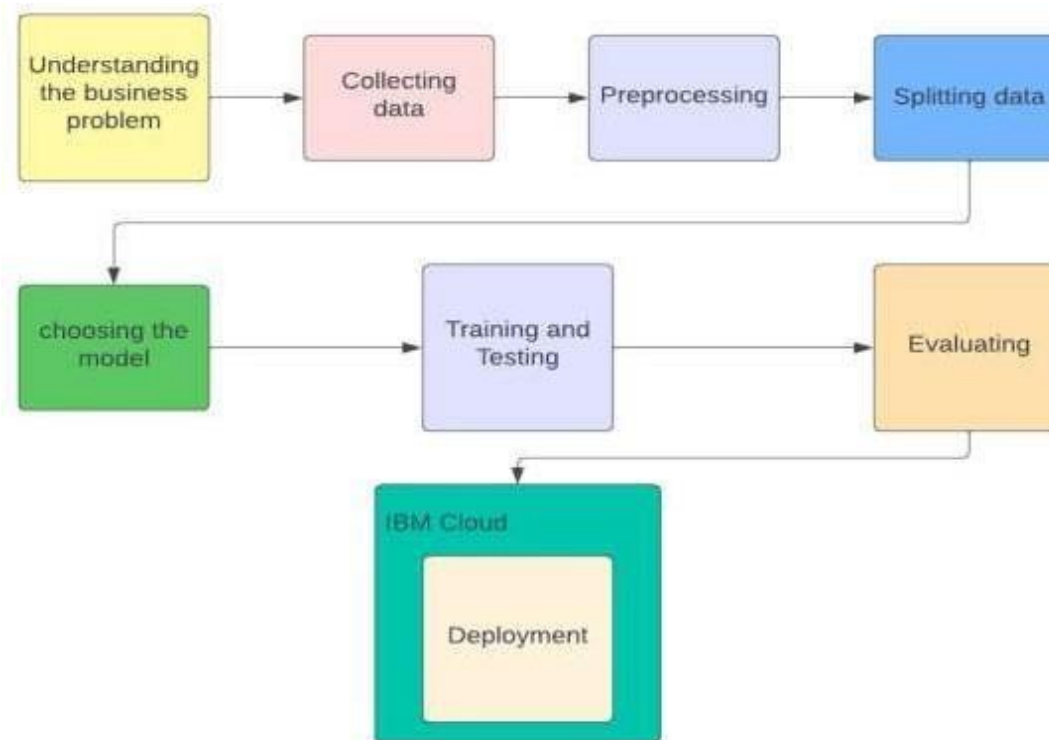 Understanding
the business
problem
Collecting
data
Preprocessing
Splitting data
choosing the
model
Training and
Testing
Evaluating
IBM Cloud
Deployment